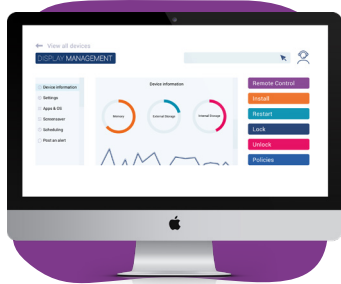 View all devices
DISPLAY MANAGEMENT
Device information
Settings
Apps & OS
Screensaver
Scheduling
Post an alert
Device information
Memory
External Storage
Internal Storage
Remote Control
Install
Restart
Lock
Unlock
Policies